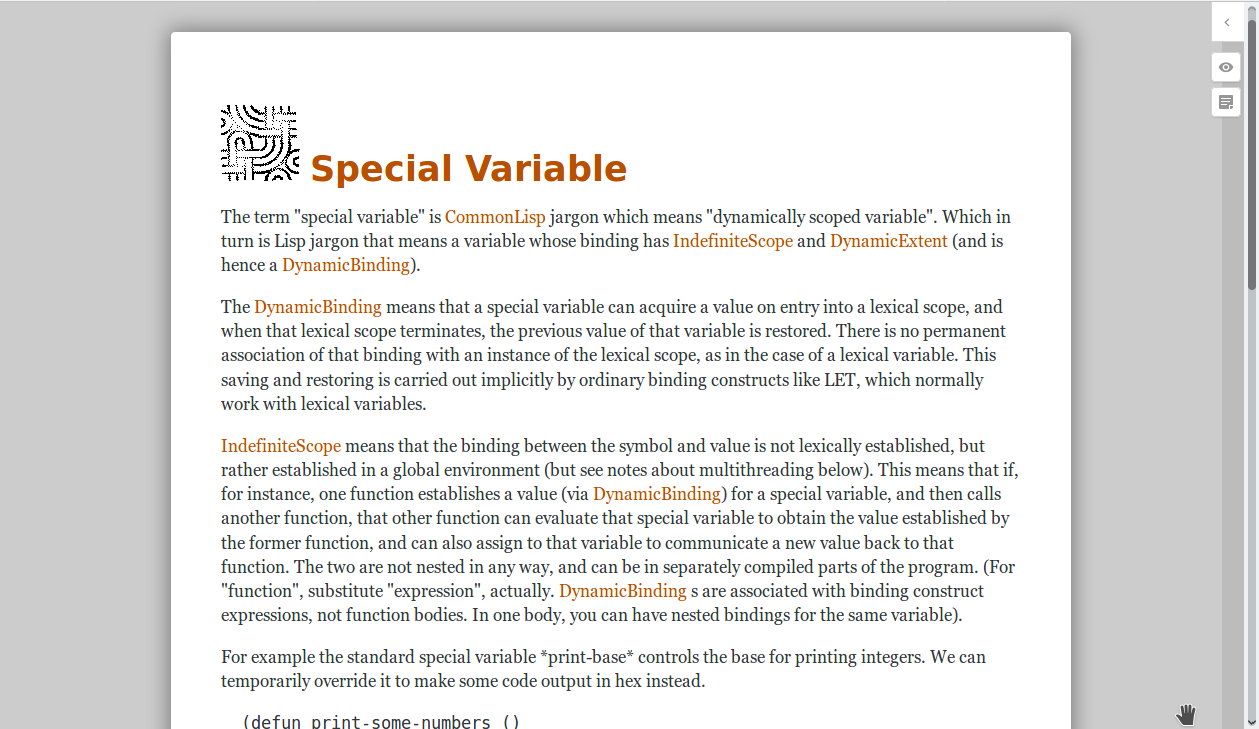 Special Variable
The term "special variable" is CommonLisp jargon which means "dynamically scoped variable". Which in
turn is Lisp jargon that means a variable whose binding has IndefiniteScope and DynamicExtent (and is
hence a DynamicBinding).
The DynamicBinding means that a special variable can acquire a value on entry into a lexical scope, and
when that lexical scope terminates, the previous value of that variable is restored. There is no permanent
association of that binding with an instance of the lexical scope, as in the case of a lexical variable. This
saving and restoring is carried out implicitly by ordinary binding constructs like LET, which normally
work with lexical variables.
IndefiniteScope means that the binding between the symbol and value is not lexically established, but
rather established in a global environment (but see notes about multithreading below). This means that if,
for instance, one function establishes a value (via DynamicBinding) for a special variable, and then calls
another function, that other function can evaluate that special variable to obtain the value established by
the former function, and can also assign to that variable to communicate a new value back to that
function. The two are not nested in any way, and can be in separately compiled parts of the program. (For
"function", substitute "expression", actually. DynamicBinding s are associated with binding construct
expressions, not function bodies. In one body, you can have nested bindings for the same variable).
For example the standard special variable *print-base* controls the base for printing integers. We can
temporarily override it to make some code output in hex instead.
(defun print-some-numbers ()